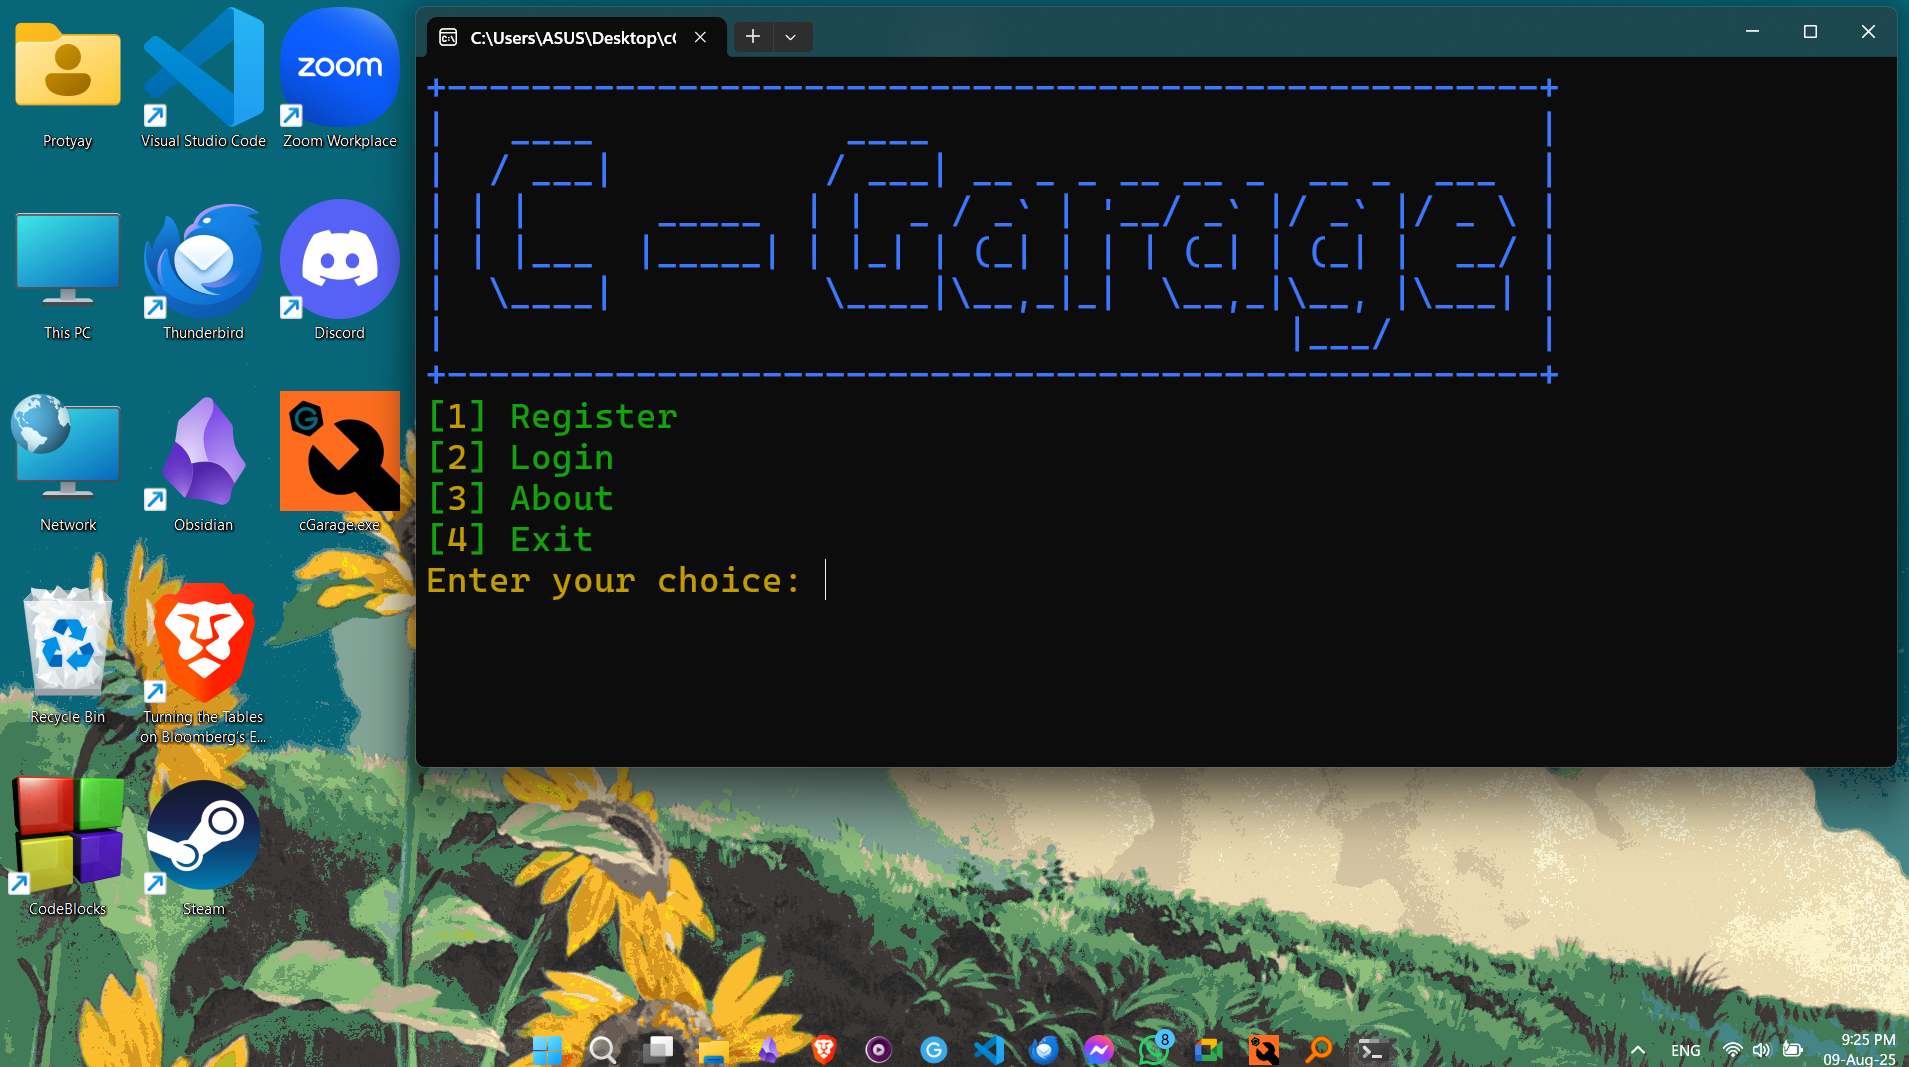 Protyay
Visual Studio Code
zoom
Zoom Workplace
This PC
Thunderbird
Discord
Network
Obsidian
cGarage.exe
Recycle Bin
Turning the Tables
on Bloomberg's E...
CodeBlocks
Steam
C:\Users\ASUS\Desktop\c
C - Garage
[1] Register
[2] Login
[3] About
[4] Exit
Enter your choice:
8
ENG
9:25 PM
09-Aug-25